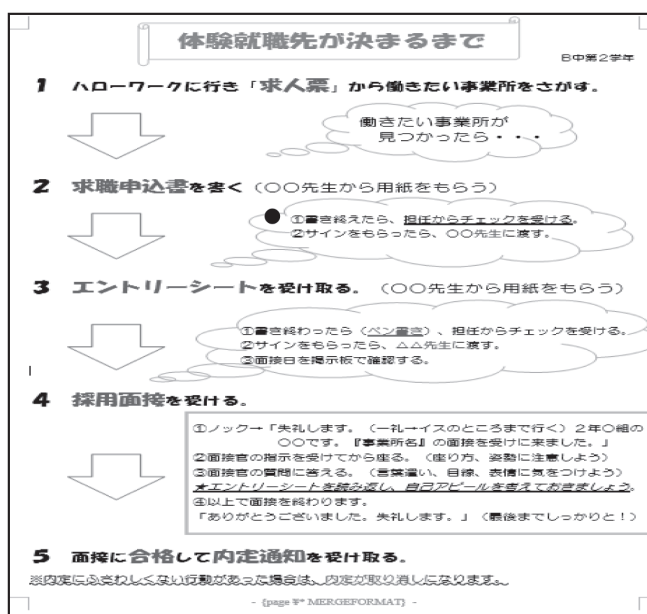 体験就職先が決まるまで
B中第2学年
1 ハローワークに行き「求人票」から働きたい事業所をさがす。
働きたい事業所が
見つかったら・・・
2 求職申込書を書く（〇〇先生から用紙をもらう）
①書き終えたら、担任からチェックを受ける。
②サインをもらったら、〇〇先生に渡す。
3 エントリーシートを受け取る。（〇〇先生から用紙をもらう）
①書き終わったら（ペン書き）、担任からチェックを受ける。
②サインをもらったら、△△先生に渡す。
③面接日を掲示板で確認する。
4 採用面接を受ける。
①ノック→「失礼します。（一礼→イスのところまで行く）２年〇組の
〇〇です。『事業所名』の面接を受けに来ました。」
②面接官の指示を受けてから座る。（座り方、姿勢に注意しよう）
③面接官の質問に答える。（言葉遣い、目線、表情に気をつけよう）
★エントリーシートを読み返し、自己アピールを考えておきましょう。
④以上で面接を終わります。
「ありがとうございました。失礼します。」（最後までしっかりと！）
5 面接に合格して内定通知を受け取る。
※内定にふさわしくない行動があった場合は、内定が取り消しになります。
- {page ¥* MERGEFORMAT} -